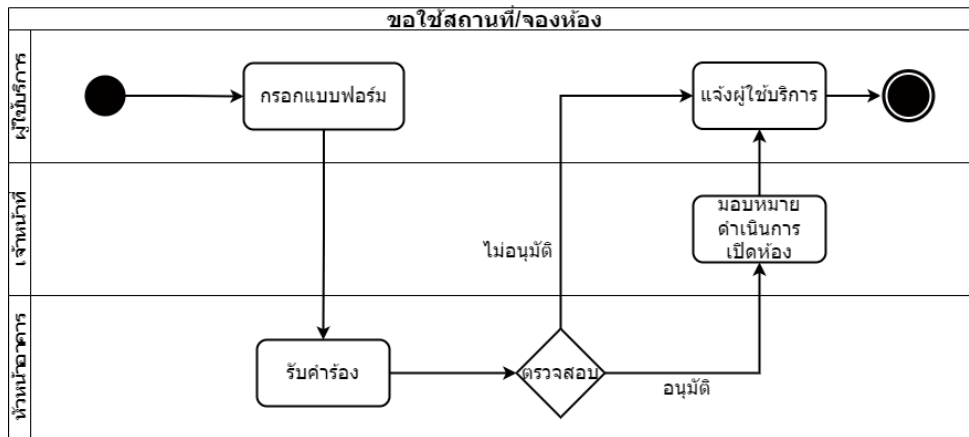 ขอใช้สถานที่/จองห้อง
ผู้ใช้บริการ
กรอกแบบฟอร์ม
แจ้งผู้ใช้บริการ
เจ้าหน้าที่
มอบหมาย
ดำเนินการ
เปิดห้อง
ไม่อนุมัติ
หัวหน้าอาคาร
รับคำร้อง
ตรวจสอบ
อนุมัติ